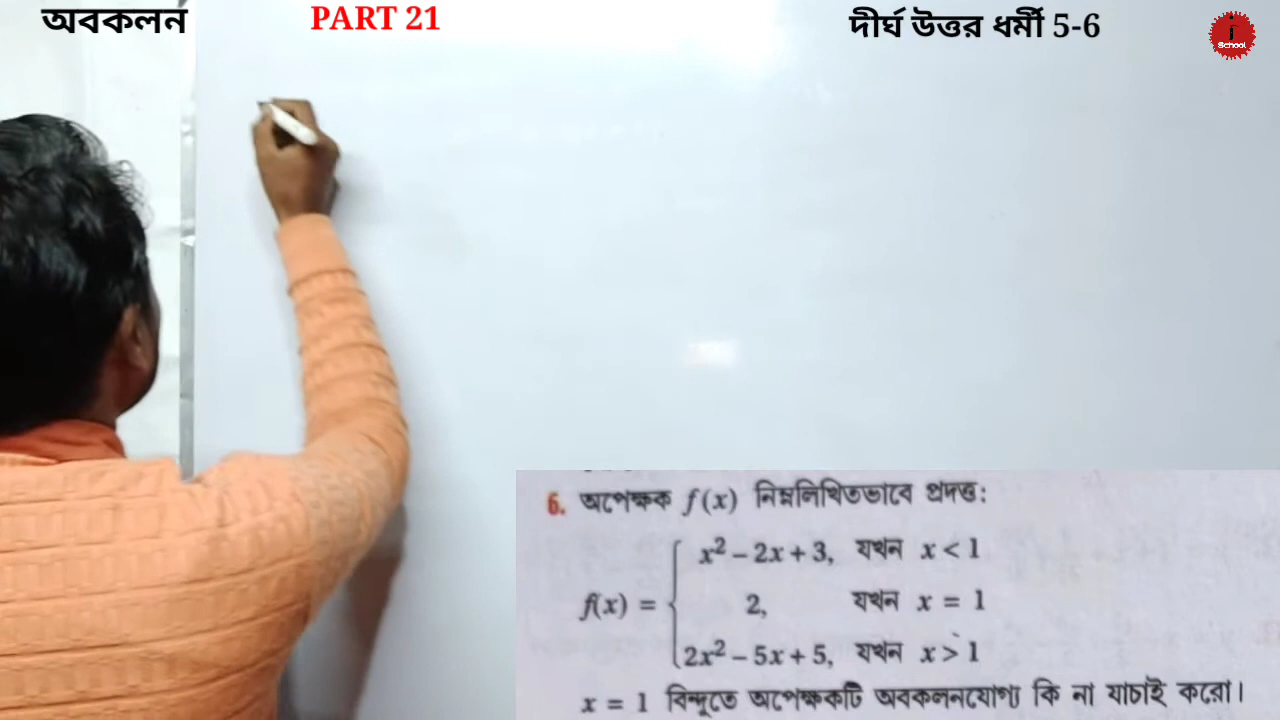 অবকলন PART 21 দীর্ঘ উত্তর ধর্মী 5-6
f
School
6. অপেক্ষক f(x) নিম্নলিখিতভাবে প্রদত্ত:
x² – 2x + 3, যখন x < 1
f(x) = 2, যখন x = 1
2x² – 5x + 5, যখন x > 1
x = 1 বিন্দুতে অপেক্ষকটি অবকলনযোগ্য কি না যাচাই করো।